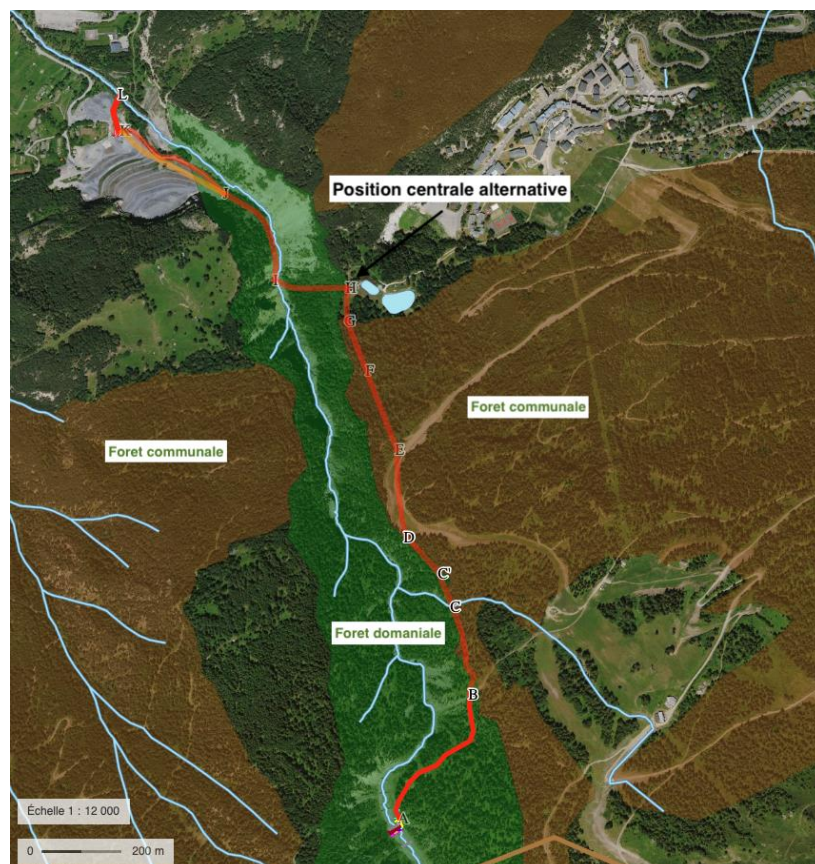 L
K
J
Position centrale alternative
I
H
G
F
Foret communale
E
Foret communale
D
C'
C
Foret domaniale
B
A
Échelle 1 : 12 000
0 200 m